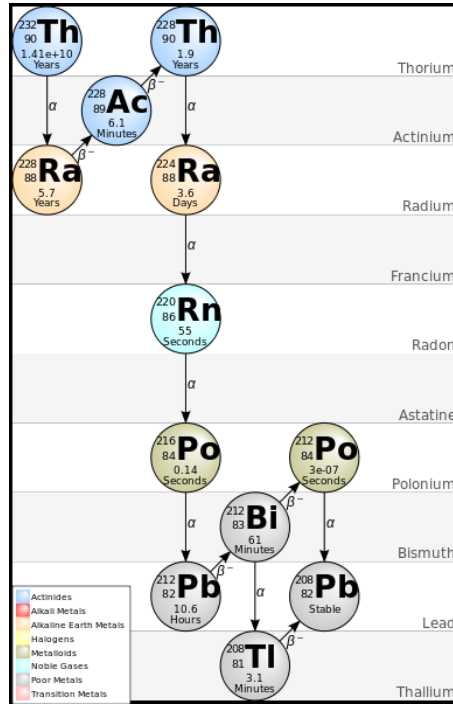 232 90 Th 1.41e+10 Years
228 90 Th 1.9 Years
Thorium
α
β⁻
α
228 89 Ac 6.1 Minutes
Actinium
β⁻
228 88 Ra 5.7 Years
224 88 Ra 3.6 Days
Radium
α
Francium
220 86 Rn 55 Seconds
Radon
α
Astatine
216 84 Po 0.14 Seconds
212 84 Po 3e-07 Seconds
Polonium
α
β⁻
α
212 83 Bi 61 Minutes
Bismuth
β⁻
α
212 82 Pb 10.6 Hours
208 82 Pb Stable
Lead
β⁻
208 81 Tl 3.1 Minutes
Thallium
Actinides
Alkali Metals
Alkaline Earth Metals
Halogens
Metalloids
Noble Gases
Poor Metals
Transition Metals